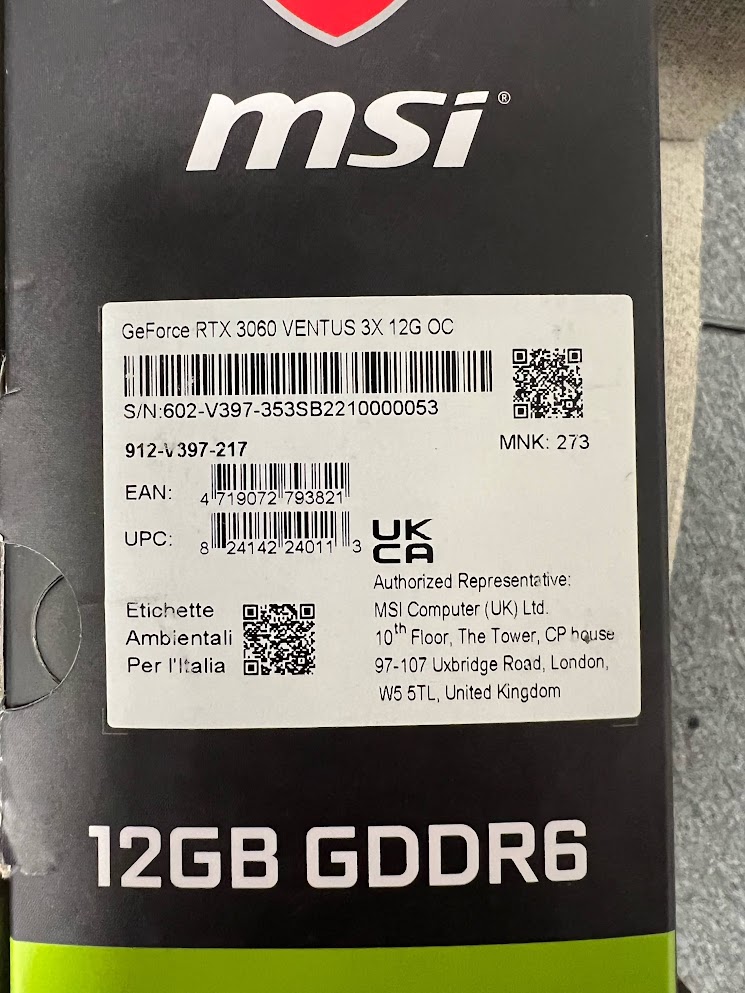 msi®
GeForce RTX 3060 VENTUS 3X 12G OC
S/N:602-V397-353SB2210000053
912-V397-217
MNK: 273
EAN: 4 719072 793821
UPC: 8 24142 24011 3
UK
CA
Authorized Representative:
MSI Computer (UK) Ltd.
10th Floor, The Tower, CP house
97-107 Uxbridge Road, London,
W5 5TL, United Kingdom
Etichette
Ambientali
Per l'Italia
12GB GDDR6